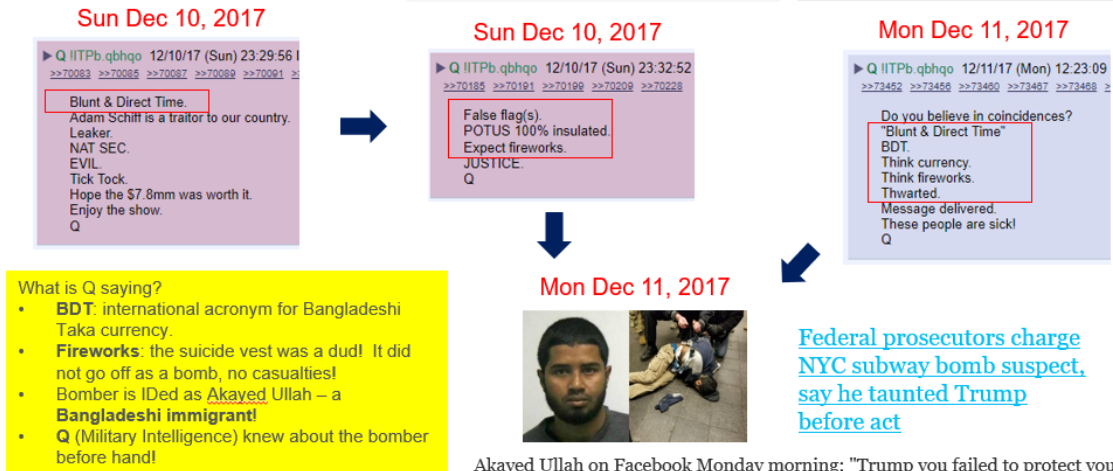 Sun Dec 10, 2017
▶ Q !ITPb.qbhqo 12/10/17 (Sun) 23:29:56
>>70083 >>70085 >>70087 >>70089 >>70091
Blunt & Direct Time.
Adam Schiff is a traitor to our country.
Leaker.
NAT SEC.
EVIL.
Tick Tock.
Hope the $7.8mm was worth it.
Enjoy the show.
Q
Sun Dec 10, 2017
▶ Q !ITPb.qbhqo 12/10/17 (Sun) 23:32:52
>>70185 >>70191 >>70199 >>70209 >>70228
False flag(s).
POTUS 100% insulated.
Expect fireworks.
JUSTICE.
Q
Mon Dec 11, 2017
▶ Q !ITPb.qbhqo 12/11/17 (Mon) 12:23:09
>>73452 >>73456 >>73460 >>73467 >>73468 >
Do you believe in coincidences?
"Blunt & Direct Time"
BDT.
Think currency.
Think fireworks.
Thwarted.
Message delivered.
These people are sick!
Q
What is Q saying?
• BDT: international acronym for Bangladeshi
Taka currency.
• Fireworks: the suicide vest was a dud! It did
not go off as a bomb, no casualties!
• Bomber is IDed as Akayed Ullah – a
Bangladeshi immigrant!
• Q (Military Intelligence) knew about the bomber
before hand!
Mon Dec 11, 2017
Federal prosecutors charge
NYC subway bomb suspect,
say he taunted Trump
before act
Akayed Ullah on Facebook Monday morning: "Trump you failed to protect you